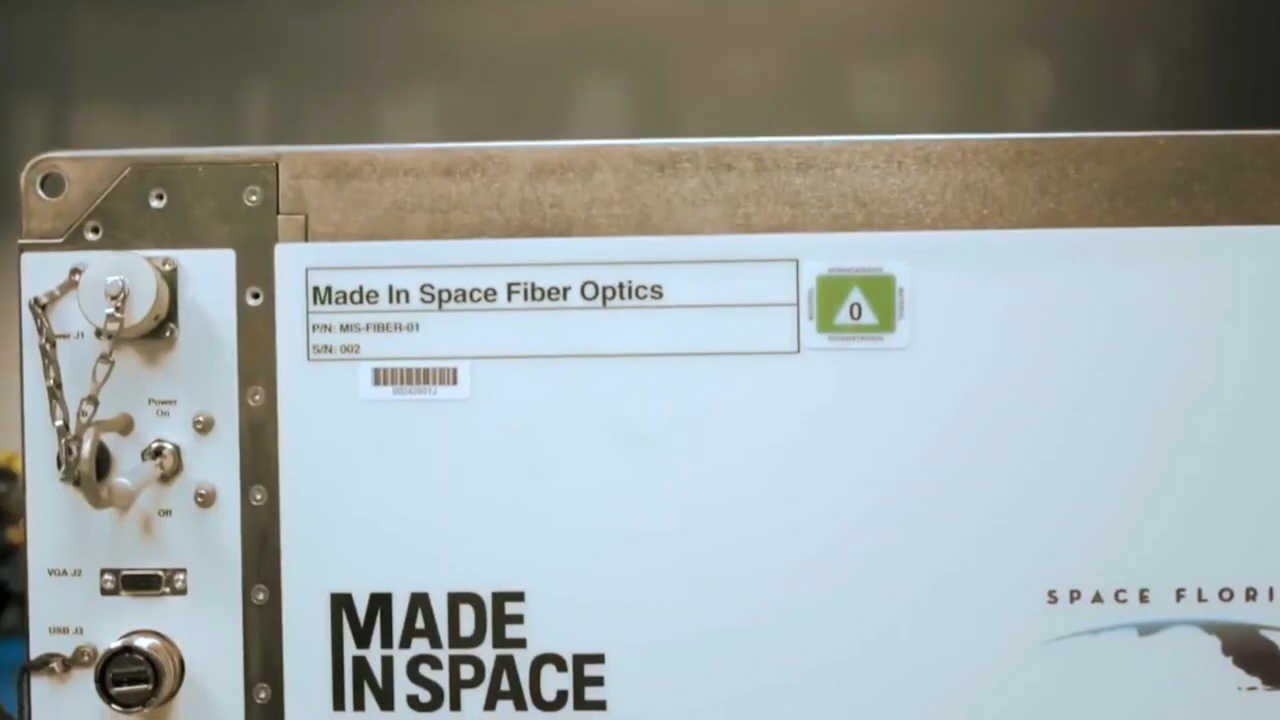 Made In Space Fiber Optics
P/N: MIS-FIBER-01
S/N: 002
0
J1
Power
On
Off
VGA J2
USB J3
MADE
IN SPACE
SPACE FLORI